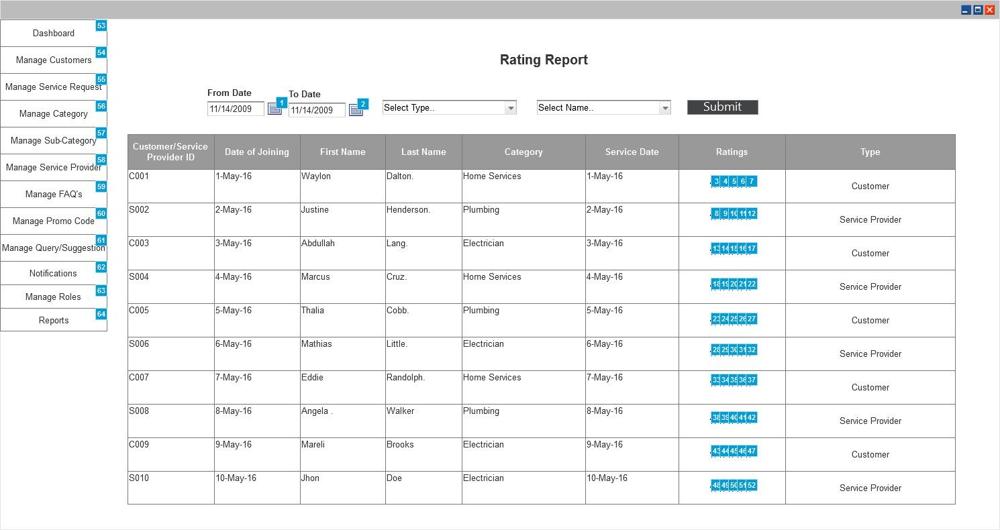 Dashboard 53
Manage Customers 54
Manage Service Request 55
Manage Category 56
Manage Sub-Category 57
Manage Service Provider 58
Manage FAQ's 59
Manage Promo Code 60
Manage Query/Suggestion 61
Notifications 62
Manage Roles 63
Reports 64
Rating Report
From Date To Date
11/14/2009 1 11/14/2009 2 Select Type.. Select Name.. Submit
Customer/Service Provider ID Date of Joining First Name Last Name Category Service Date Ratings Type
C001 1-May-16 Waylon Dalton. Home Services 1-May-16 3 4 5 6 7 Customer
S002 2-May-16 Justine Henderson. Plumbing 2-May-16 8 9 10 11 12 Service Provider
C003 3-May-16 Abdullah Lang. Electrician 3-May-16 13 14 15 16 17 Customer
S004 4-May-16 Marcus Cruz. Home Services 4-May-16 18 19 20 21 22 Service Provider
C005 5-May-16 Thalia Cobb. Plumbing 5-May-16 23 24 25 26 27 Customer
S006 6-May-16 Mathias Little. Electrician 6-May-16 28 29 30 31 32 Service Provider
C007 7-May-16 Eddie Randolph. Home Services 7-May-16 33 34 35 36 37 Customer
S008 8-May-16 Angela . Walker Plumbing 8-May-16 38 39 40 41 42 Service Provider
C009 9-May-16 Mareli Brooks Electrician 9-May-16 43 44 45 46 47 Customer
S010 10-May-16 Jhon Doe Electrician 10-May-16 48 49 50 51 52 Service Provider